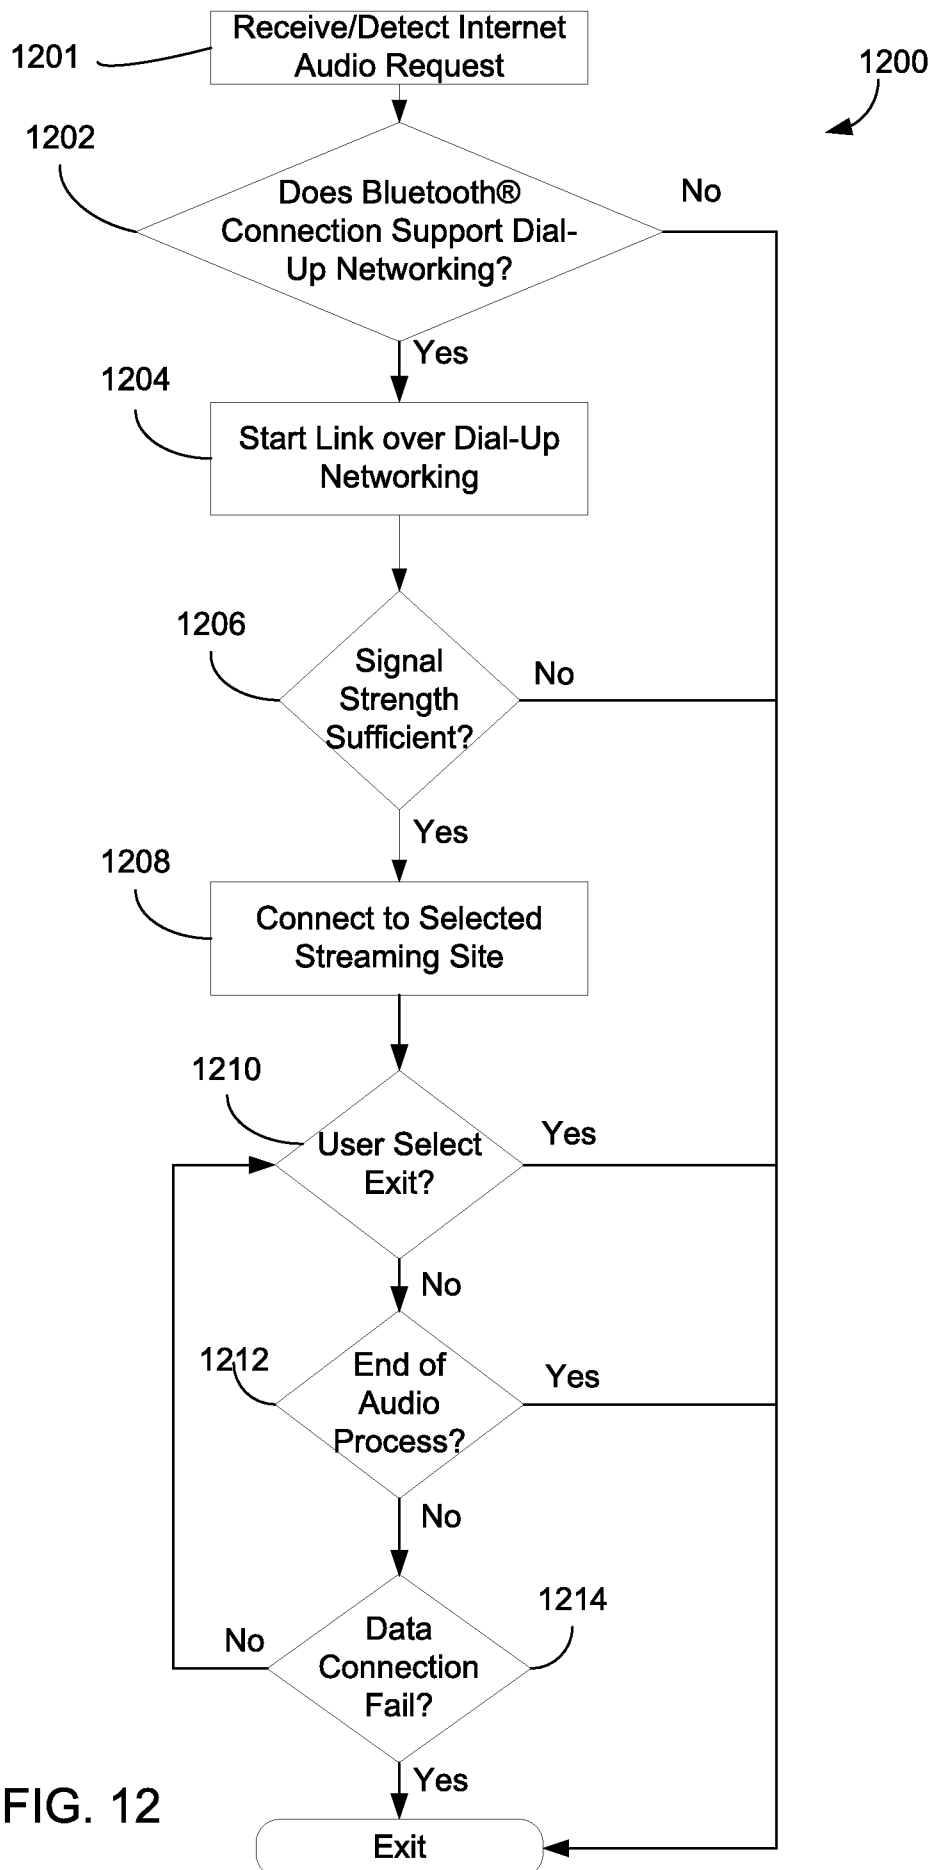 Receive/Detect Internet
Audio Request
1201
1200
1202
Does Bluetooth®
Connection Support Dial-
Up Networking?
No
Yes
1204
Start Link over Dial-Up
Networking
1206
Signal
Strength
Sufficient?
No
Yes
1208
Connect to Selected
Streaming Site
1210
User Select
Exit?
Yes
No
1212
End of
Audio
Process?
Yes
No
1214
Data
Connection
Fail?
No
Yes
FIG. 12
Exit